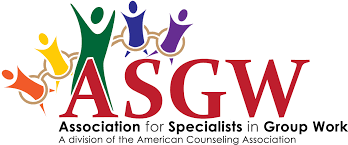 ASGW
Association for Specialists in Group Work
A division of the American Counseling Association